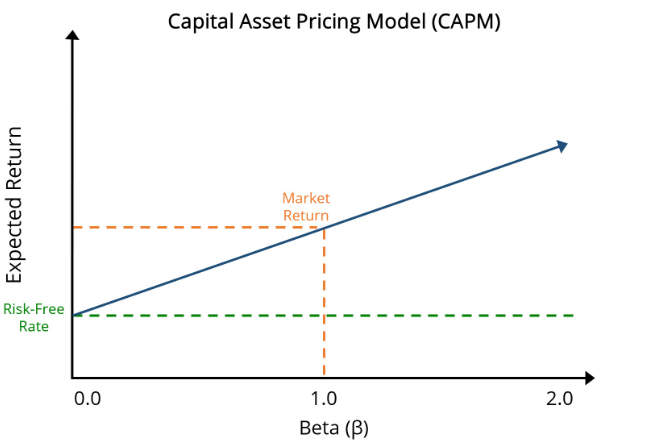 Capital Asset Pricing Model (CAPM)
Expected Return
Market
Return
Risk-Free
Rate
0.0
1.0
2.0
Beta (β)